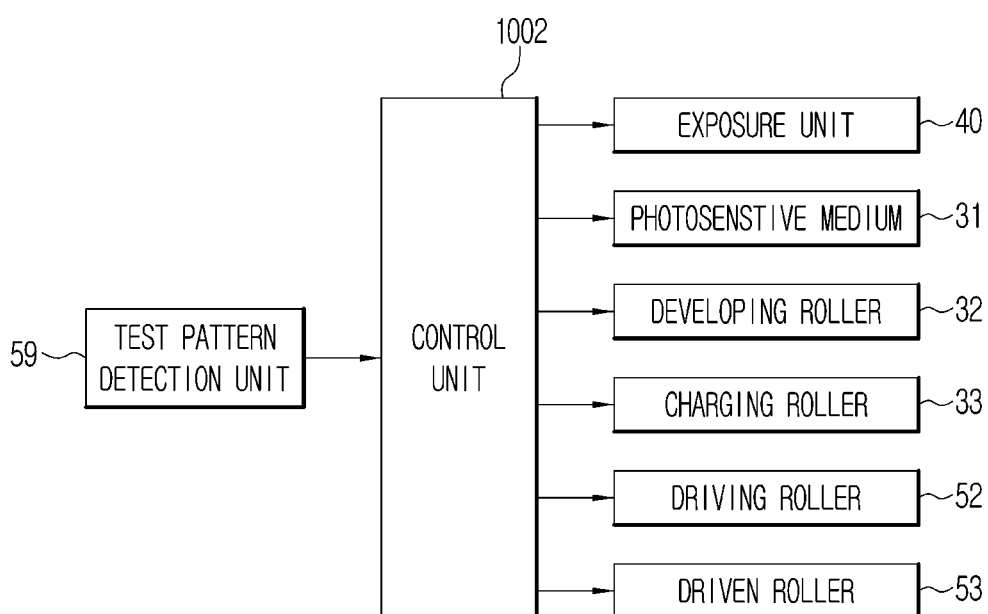 1002
EXPOSURE UNIT
40
PHOTOSENSTIVE MEDIUM
31
DEVELOPING ROLLER
32
59
TEST PATTERN
DETECTION UNIT
CONTROL
UNIT
CHARGING ROLLER
33
DRIVING ROLLER
52
DRIVEN ROLLER
53